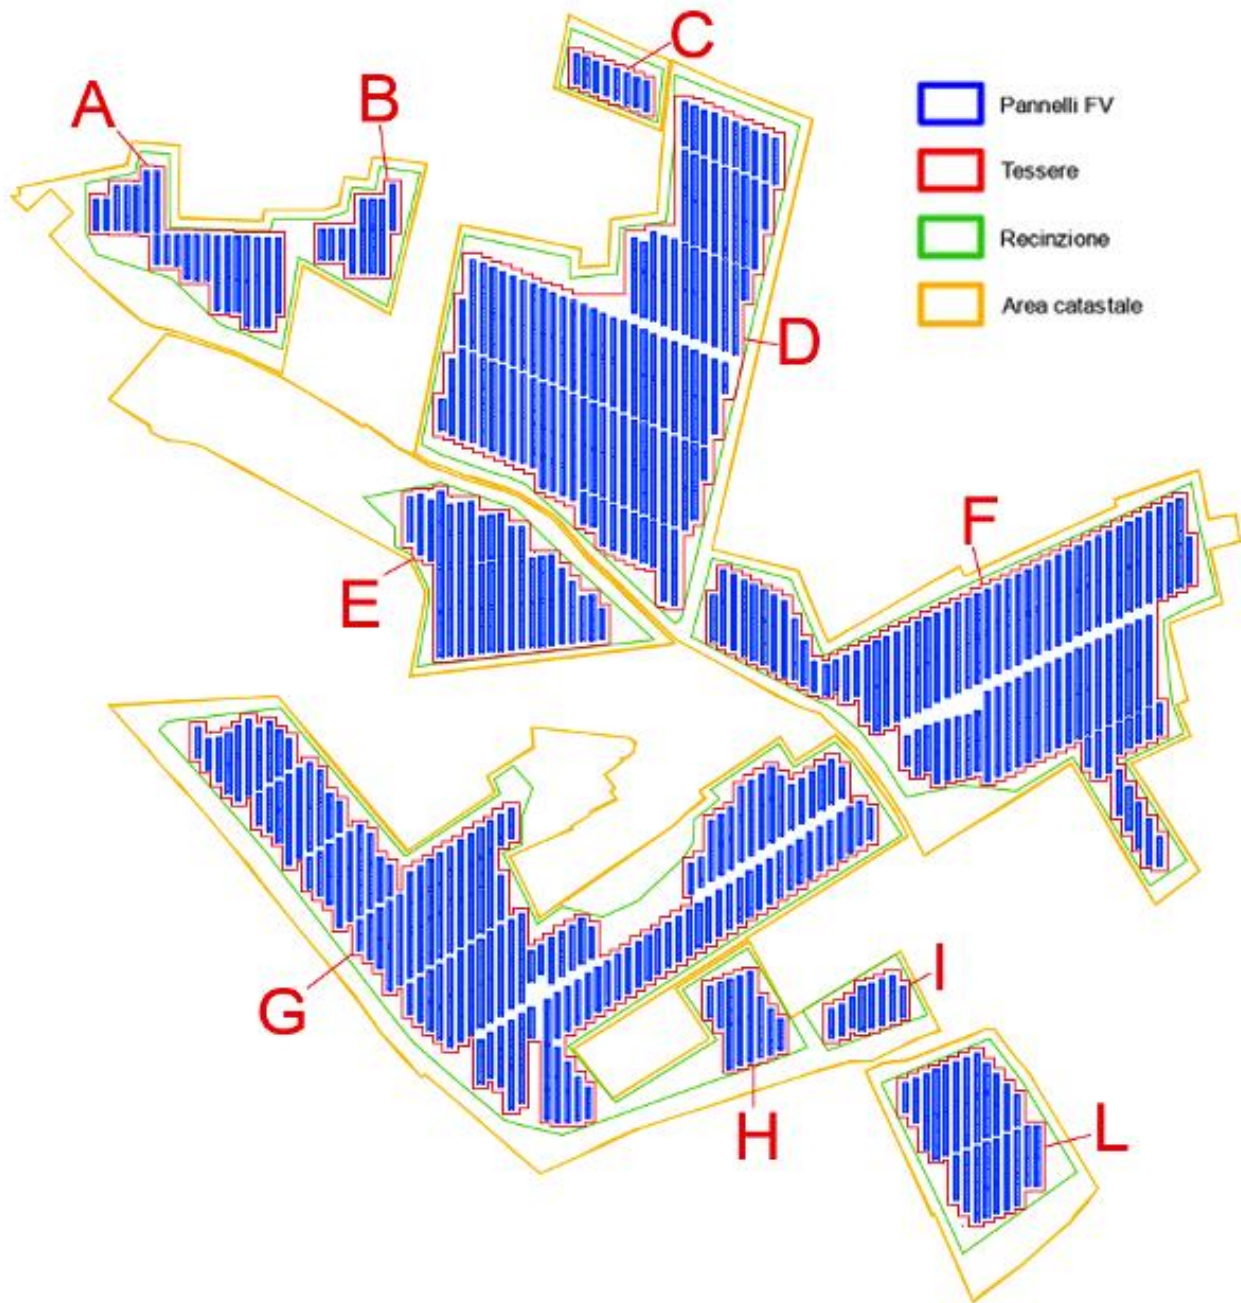 C
A
B
Pannelli FV
Tessere
Recinzione
Area catastale
D
F
E
G
I
H
L